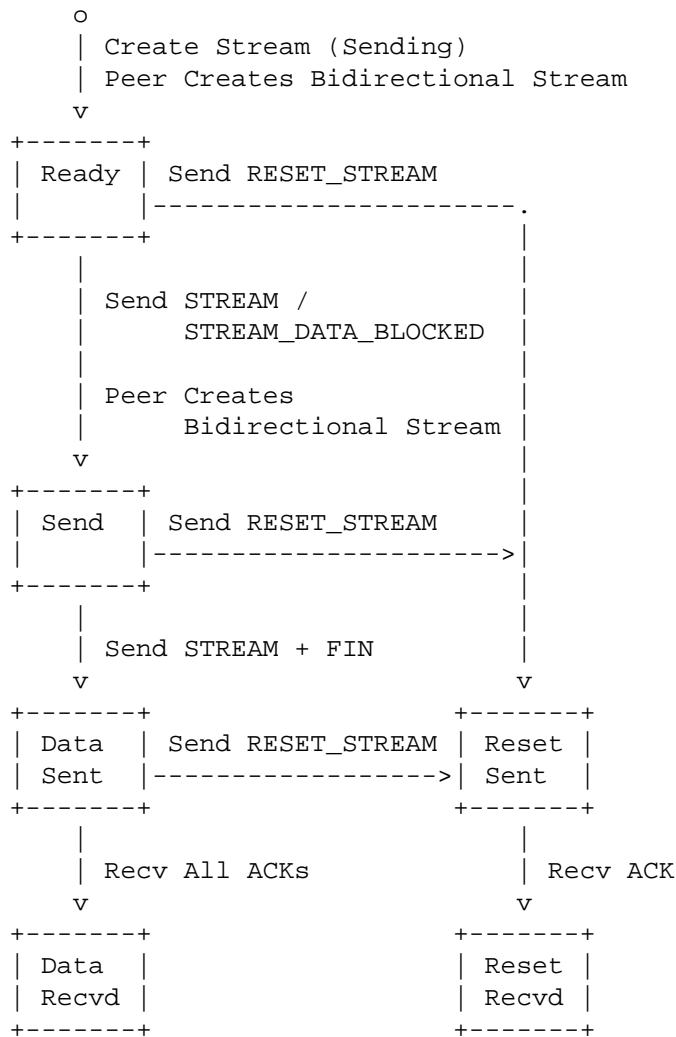 o
| Create Stream (Sending)
| Peer Creates Bidirectional Stream
v
+-------+
| Ready | Send RESET_STREAM
|       |-----------------------.
+-------+                       |
    |                           |
    | Send STREAM /             |
    |      STREAM_DATA_BLOCKED  |
    |                           |
    | Peer Creates              |
    |      Bidirectional Stream |
    v                           |
+-------+                       |
| Send  | Send RESET_STREAM     |
|       |---------------------->|
+-------+                       |
    |                           |
    | Send STREAM + FIN         |
    v                           v
+-------+                   +-------+
| Data  | Send RESET_STREAM | Reset |
| Sent  |------------------>| Sent  |
+-------+                   +-------+
    |                           |
    | Recv All ACKs             | Recv ACK
    v                           v
+-------+                   +-------+
| Data  |                   | Reset |
| Recvd |                   | Recvd |
+-------+                   +-------+